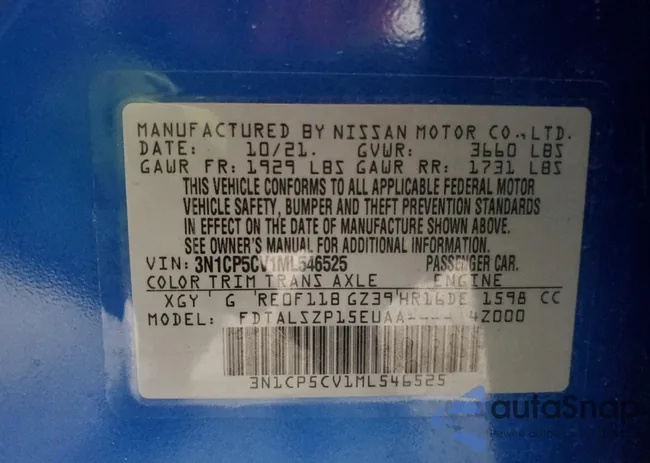 MANUFACTURED BY NISSAN MOTOR CO., LTD.
DATE: 10/21. GVWR: 3660 LBS
GAWR FR: 1929 LBS GAWR RR: 1731 LBS
THIS VEHICLE CONFORMS TO ALL APPLICABLE FEDERAL MOTOR
VEHICLE SAFETY, BUMPER AND THEFT PREVENTION STANDARDS
IN EFFECT ON THE DATE OF MANUFACTURE SHOWN ABOVE.
SEE OWNER'S MANUAL FOR ADDITIONAL INFORMATION.
VIN: 3N1CP5CV1ML546525 PASSENGER CAR.
COLOR TRIM TRANS AXLE ENGINE
XGY G RE0F11B GZ39 HR16DE 1598 CC
MODEL: FDTALSZP15EUAA---- 4Z000
3N1CP5CV1ML546525
autoSnap